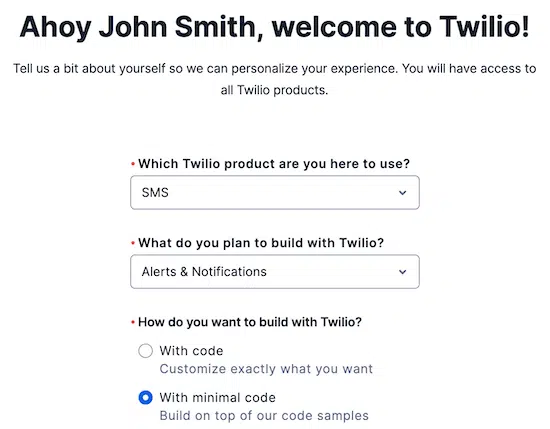 Ahoy John Smith, welcome to Twilio!
Tell us a bit about yourself so we can personalize your experience. You will have access to
all Twilio products.
• Which Twilio product are you here to use?
SMS
• What do you plan to build with Twilio?
Alerts & Notifications
• How do you want to build with Twilio?
With code
Customize exactly what you want
With minimal code
Build on top of our code samples